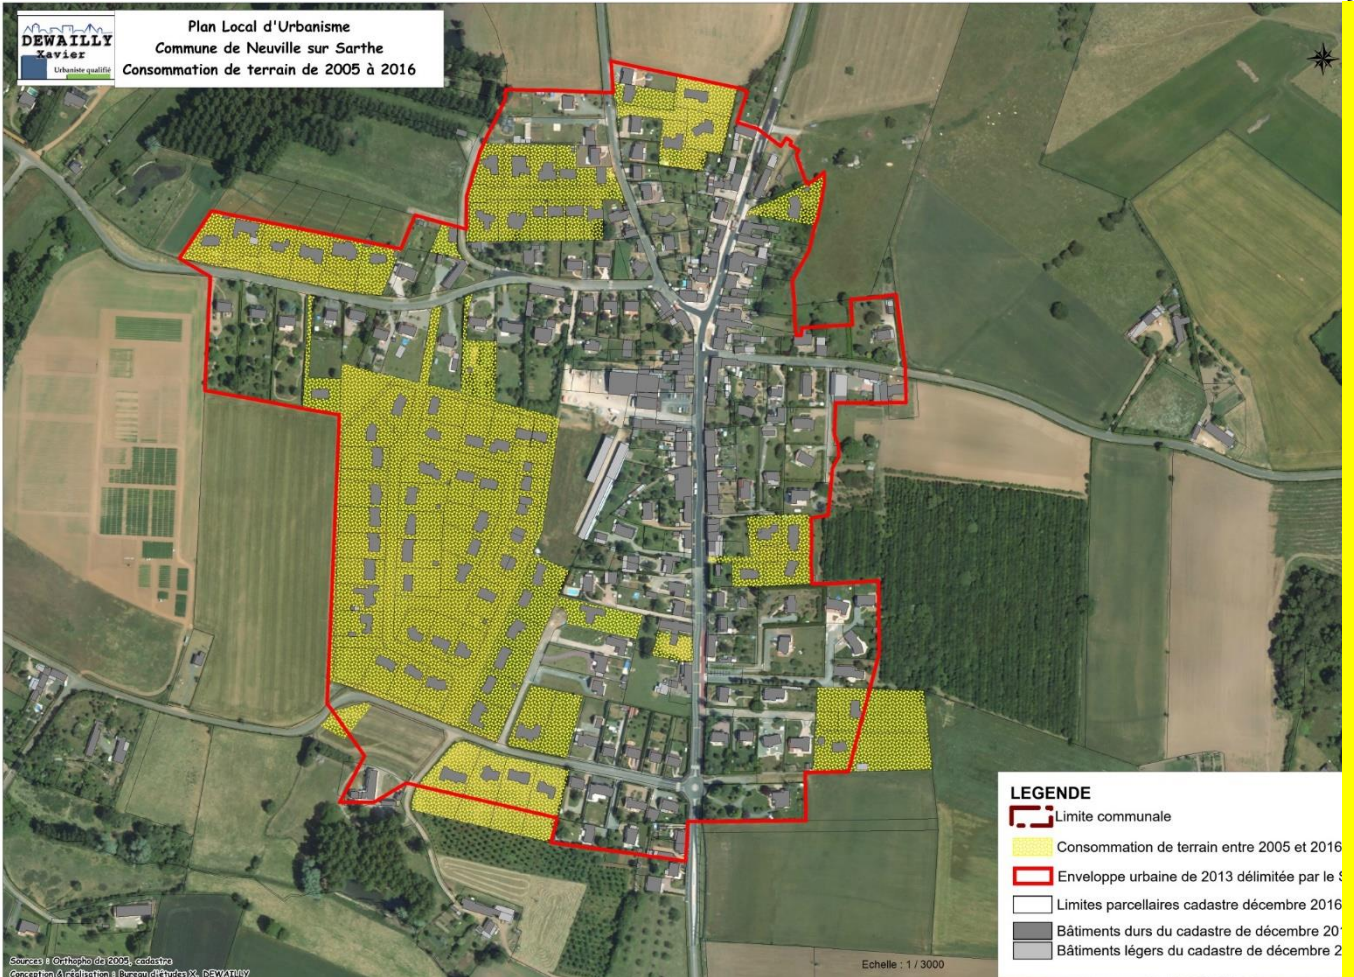 DEWAILLY
Xavier
Urbaniste qualifié
Plan Local d'Urbanisme
Commune de Neuville sur Sarthe
Consommation de terrain de 2005 à 2016
LEGENDE
Limite communale
Consommation de terrain entre 2005 et 2016
Enveloppe urbaine de 2013 délimitée par le S
Limites parcellaires cadastre décembre 2016
Bâtiments durs du cadastre de décembre 201
Bâtiments légers du cadastre de décembre 2
Echelle : 1 / 3000
Sources : Orthopho de 2005, cadastre
Conception & réalisation : Bureau d'études X. DEWAILLY